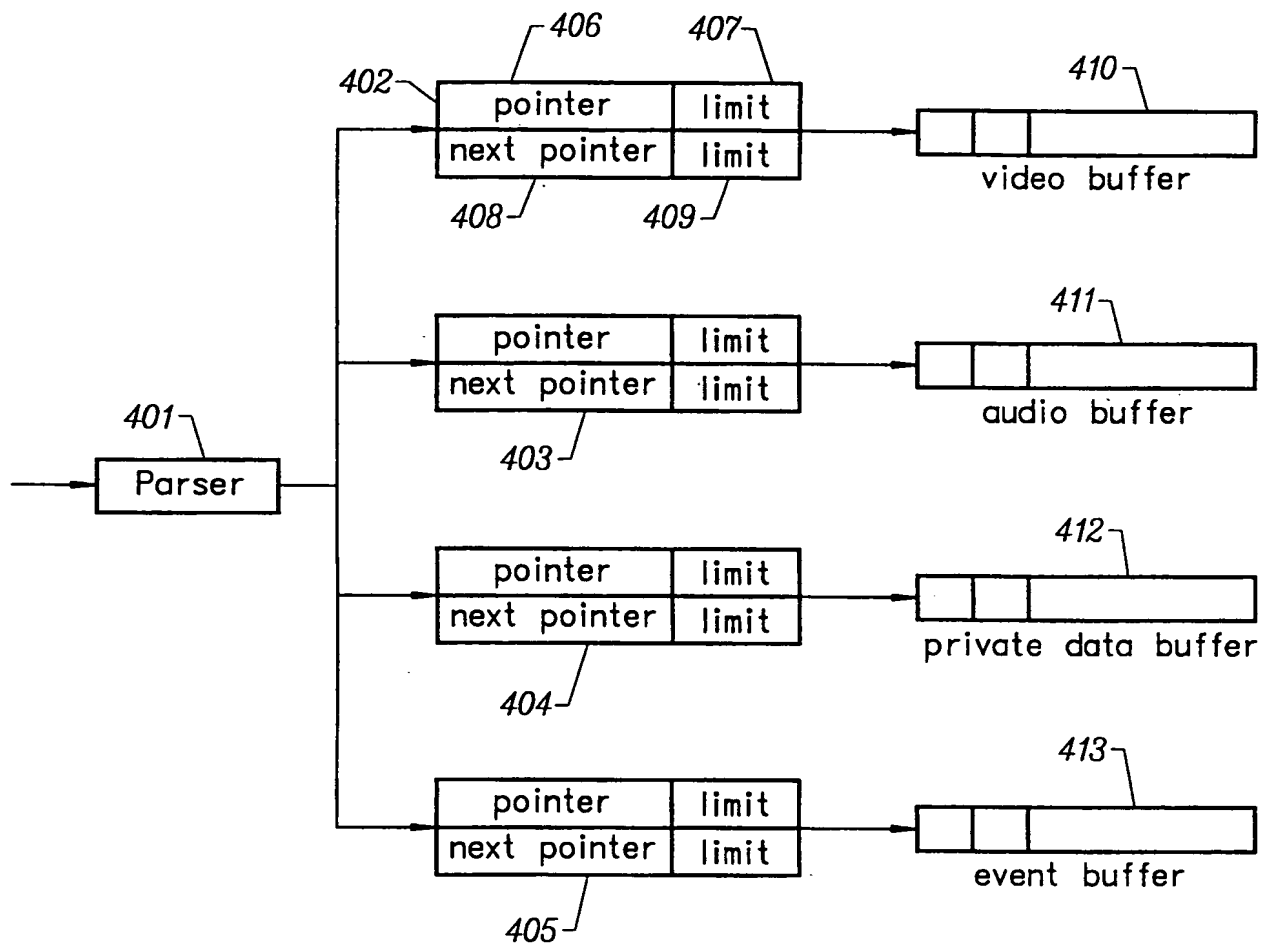 406
407
402
410
pointer
limit
next pointer
limit
video buffer
408
409
411
pointer
limit
next pointer
limit
audio buffer
401
403
Parser
412
pointer
limit
next pointer
limit
private data buffer
404
413
pointer
limit
next pointer
limit
event buffer
405